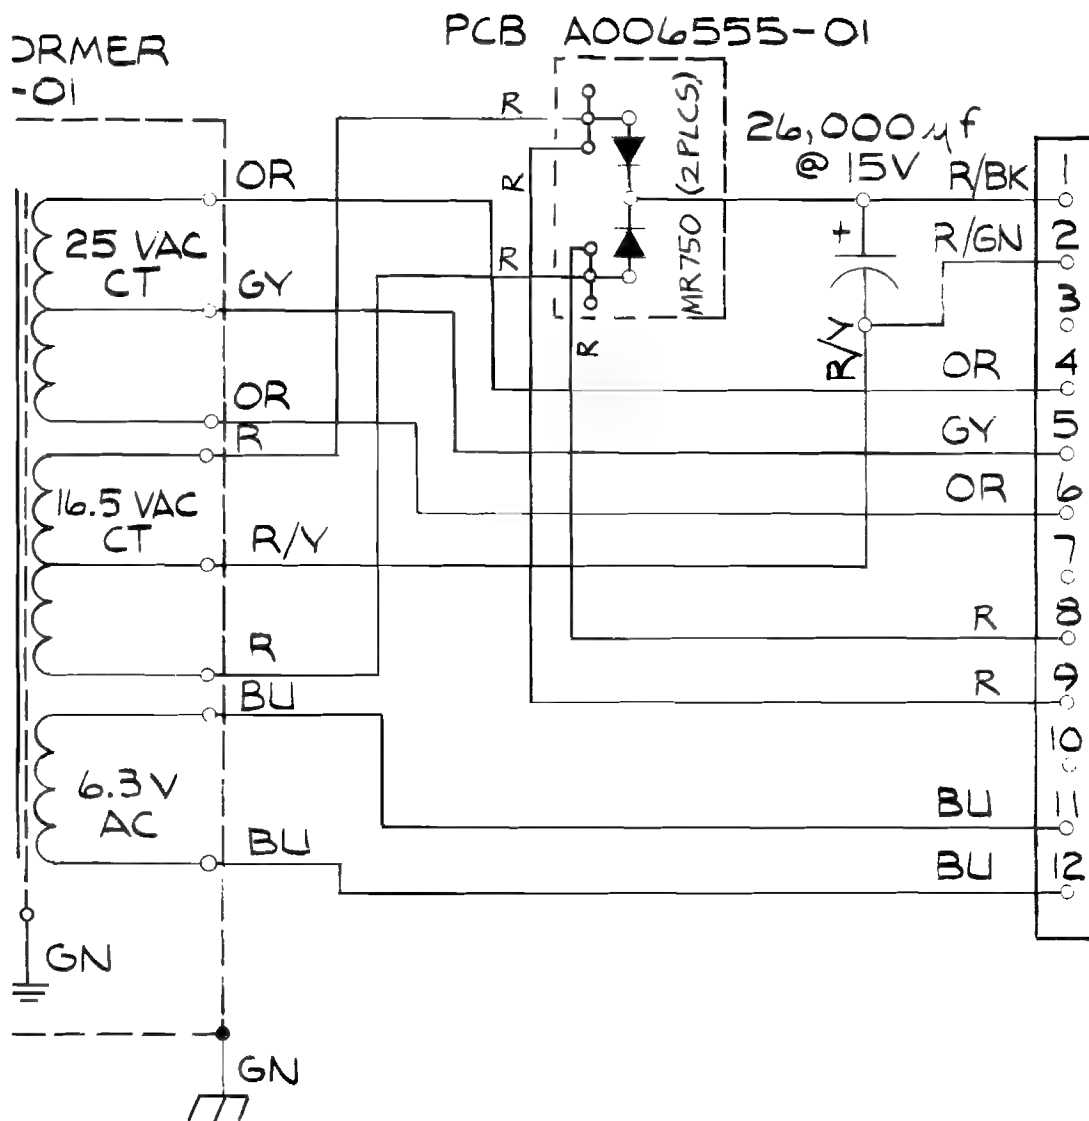 PCB A006555-01
ORMER
-01
R
26,000 µf
@ 15V
MR750 (2PLCS)
OR
R
R/BK
1
25 VAC
CT
+
R/GN
2
GY
R
3
R
R/Y
OR
4
OR
GY
5
R
OR
6
16.5 VAC
CT
R/Y
7
R
8
R
R
9
BU
10
6.3V
AC
BU
11
BU
BU
12
GN
GN